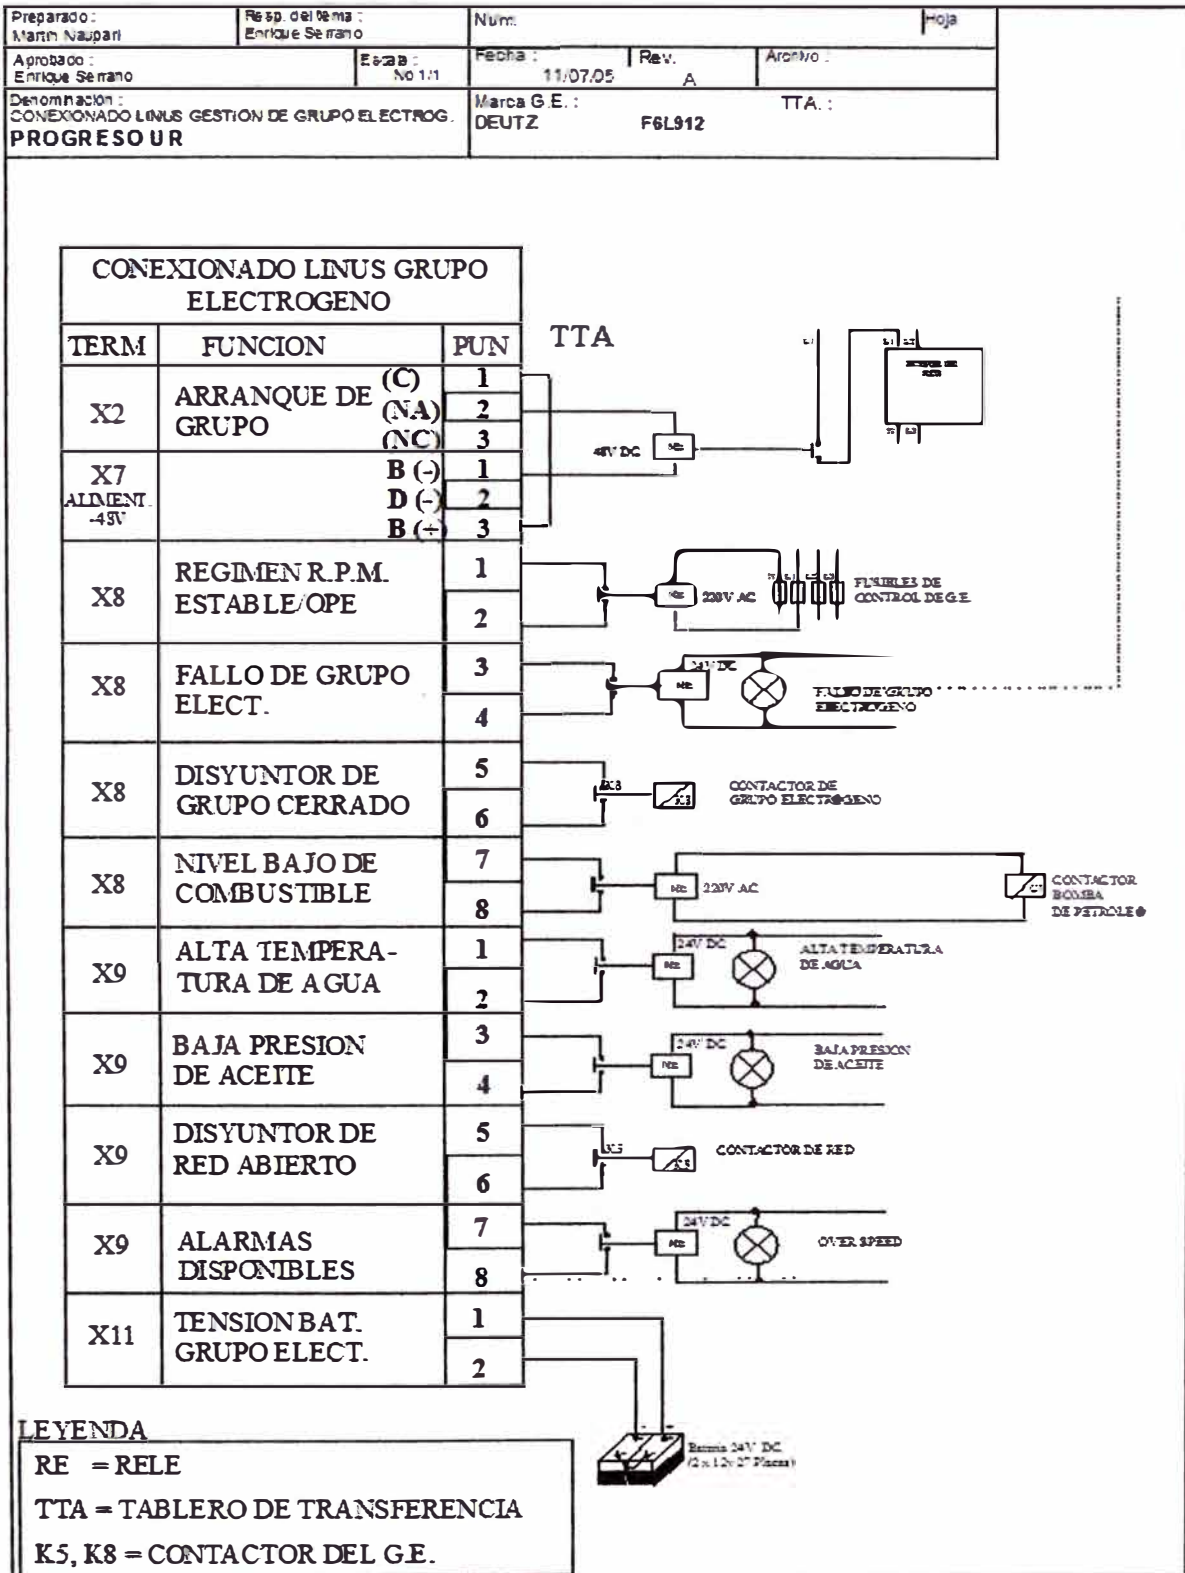 Preparado :
Martin Naupari
Resp. del tema :
Enrique Serrano
Num.
Hoja
Aprobado :
Enrique Serrano
Escala :
No 1/1
Fecha :
11/07/05
Rev.
A
Archivo :
Denominación :
CONEXIONADO LINUS GESTION DE GRUPO ELECTROG.
PROGRESO UR
Marca G.E. :
DEUTZ F6L912
TTA. :
CONEXIONADO LINUS GRUPO
ELECTROGENO
TERM FUNCION PUN
TTA
X2
ARRANQUE DE
GRUPO
(C) 1
(NA) 2
(NC) 3
48V DC
X7
ALIMENT.
-48V
B (-) 1
D (-) 2
B (+) 3
X8
REGIMEN R.P.M.
ESTABLE/OPE
1
2
220V AC
FUSIBLES DE
CONTROL DE G.E.
X8
FALLO DE GRUPO
ELECT.
3
4
24V DC
FALLO DE GRUPO
ELECTROGENO
X8
DISYUNTOR DE
GRUPO CERRADO
5
6
K8
K8
CONTACTOR DE
GRUPO ELECTROGENO
X8
NIVEL BAJO DE
COMBUSTIBLE
7
8
220V AC
CONTACTOR
BOMBA
DE PETROLEO
X9
ALTA TEMPERA-
TURA DE AGUA
1
2
24V DC
ALTA TEMPERATURA
DE AGUA
X9
BAJA PRESION
DE ACEITE
3
4
24V DC
BAJA PRESION
DE ACEITE
X9
DISYUNTOR DE
RED ABIERTO
5
6
K5
K5
CONTACTOR DE RED
X9
ALARMAS
DISPONIBLES
7
8
24V DC
OVER SPEED
X11
TENSION BAT.
GRUPO ELECT.
1
2
Bateria 24V DC
(2 x 12v 27 Placas)
LEYENDA
RE = RELE
TTA = TABLERO DE TRANSFERENCIA
K5, K8 = CONTACTOR DEL G.E.